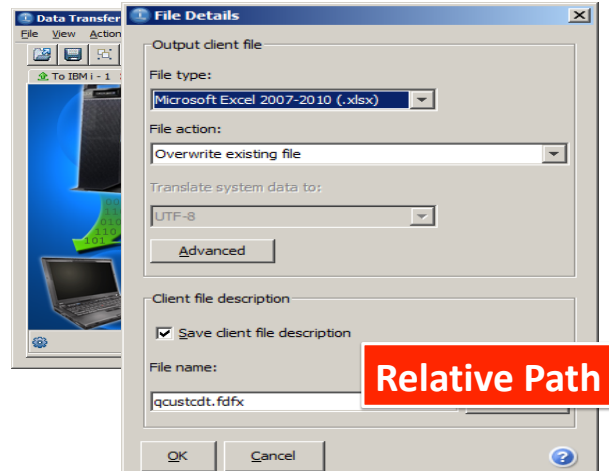 Data Transfer
File View Action
To IBM i - 1
File Details
Output client file
File type:
Microsoft Excel 2007-2010 (.xlsx)
File action:
Overwrite existing file
Translate system data to:
UTF-8
Advanced
Client file description
Save client file description
File name:
Relative Path
qcustcdt.fdfx
OK Cancel